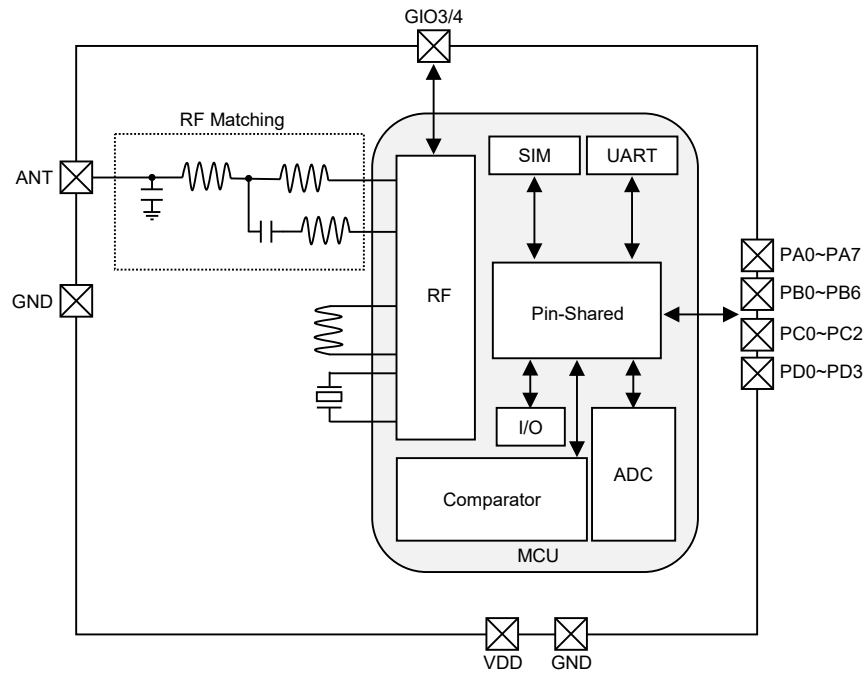 GIO3/4
RF Matching
ANT
SIM
UART
PA0~PA7
GND
RF
Pin-Shared
PB0~PB6
PC0~PC2
PD0~PD3
I/O
ADC
Comparator
MCU
VDD
GND